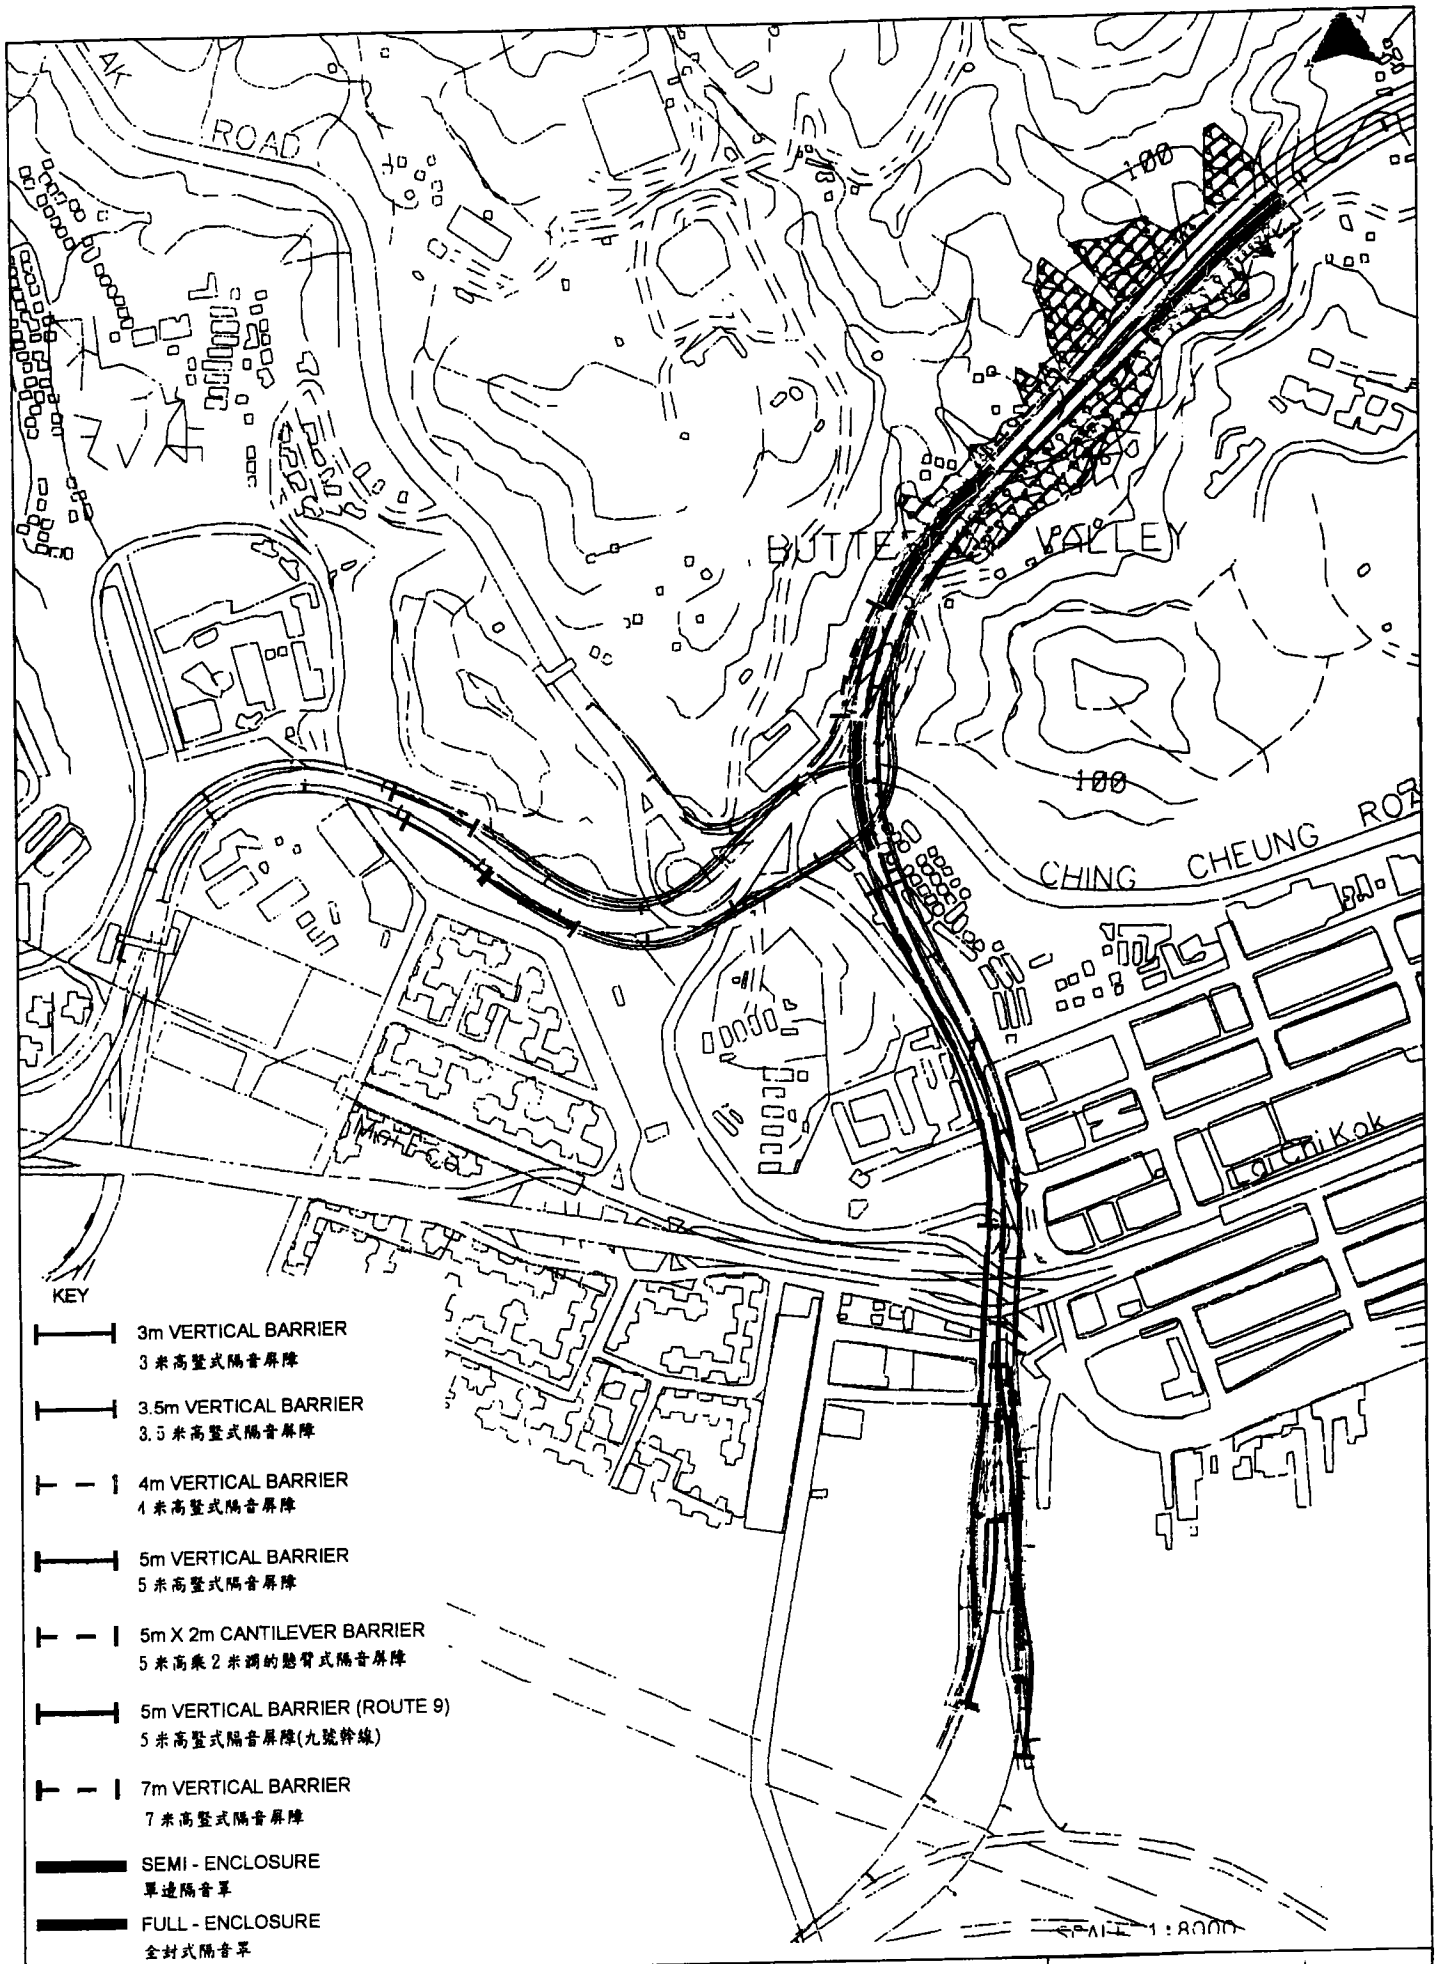 AK
ROAD
100
VALLEY
100
CHING CHEUNG
Lai Chi Kok
KEY
3m VERTICAL BARRIER
3 米高豎式隔音屏障
3.5m VERTICAL BARRIER
3.5 米高豎式隔音屏障
4m VERTICAL BARRIER
4 米高豎式隔音屏障
5m VERTICAL BARRIER
5 米高豎式隔音屏障
5m X 2m CANTILEVER BARRIER
5 米高乘 2 米濶的懸臂式隔音屏障
5m VERTICAL BARRIER (ROUTE 9)
5 米高豎式隔音屏障(九號幹線)
7m VERTICAL BARRIER
7 米高豎式隔音屏障
SEMI - ENCLOSURE
單邊隔音罩
FULL - ENCLOSURE
全封式隔音罩
SCALE 1:8000